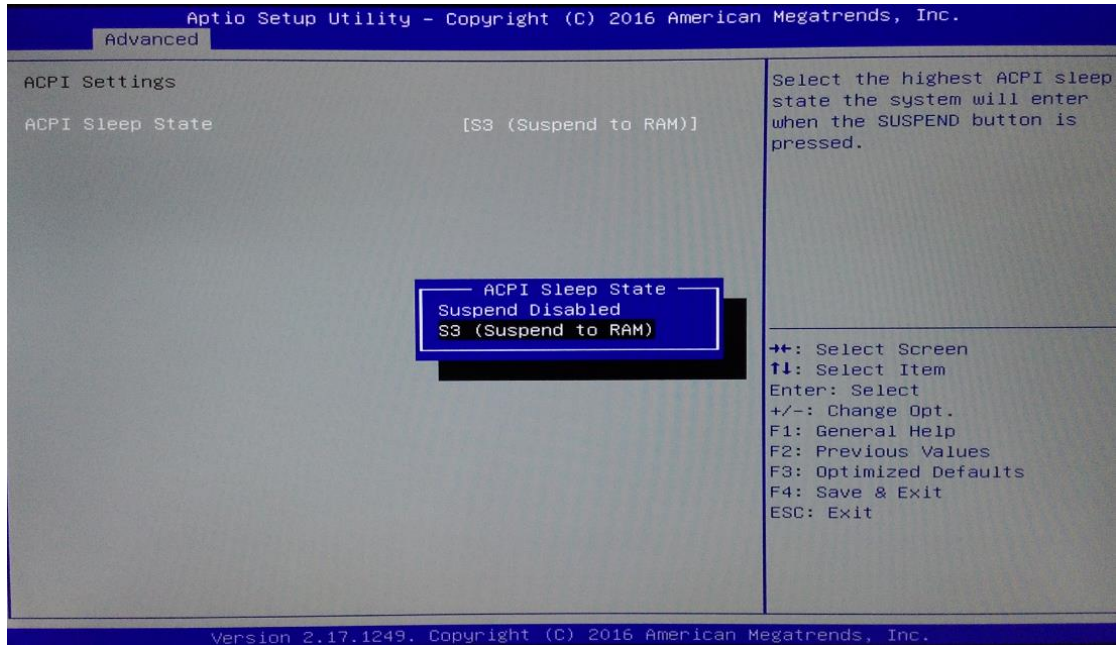 Aptio Setup Utility – Copyright (C) 2016 American Megatrends, Inc.
Advanced
ACPI Settings
ACPI Sleep State [S3 (Suspend to RAM)]
Select the highest ACPI sleep
state the system will enter
when the SUSPEND button is
pressed.
ACPI Sleep State
Suspend Disabled
S3 (Suspend to RAM)
→←: Select Screen
↑↓: Select Item
Enter: Select
+/-: Change Opt.
F1: General Help
F2: Previous Values
F3: Optimized Defaults
F4: Save & Exit
ESC: Exit
Version 2.17.1249. Copyright (C) 2016 American Megatrends, Inc.